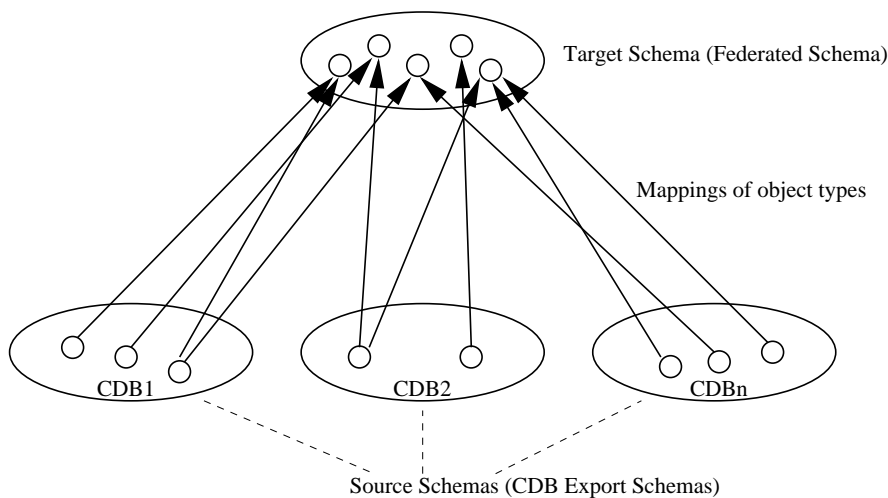 Target Schema (Federated Schema)
Mappings of object types
CDB1
CDB2
CDBn
Source Schemas (CDB Export Schemas)